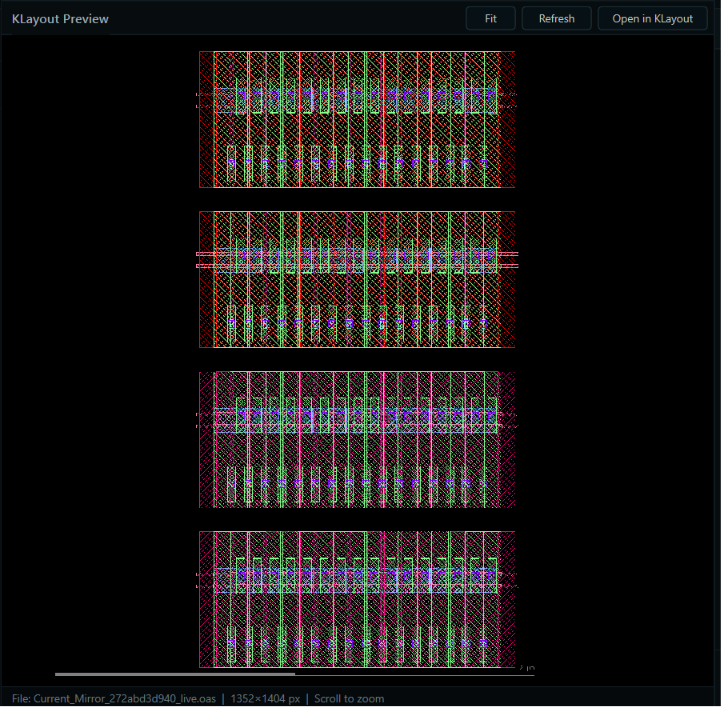 KLayout Preview
Fit
Refresh
Open in KLayout
File: Current_Mirror_272abd3d940_live.oas | 1352×1404 px | Scroll to zoom